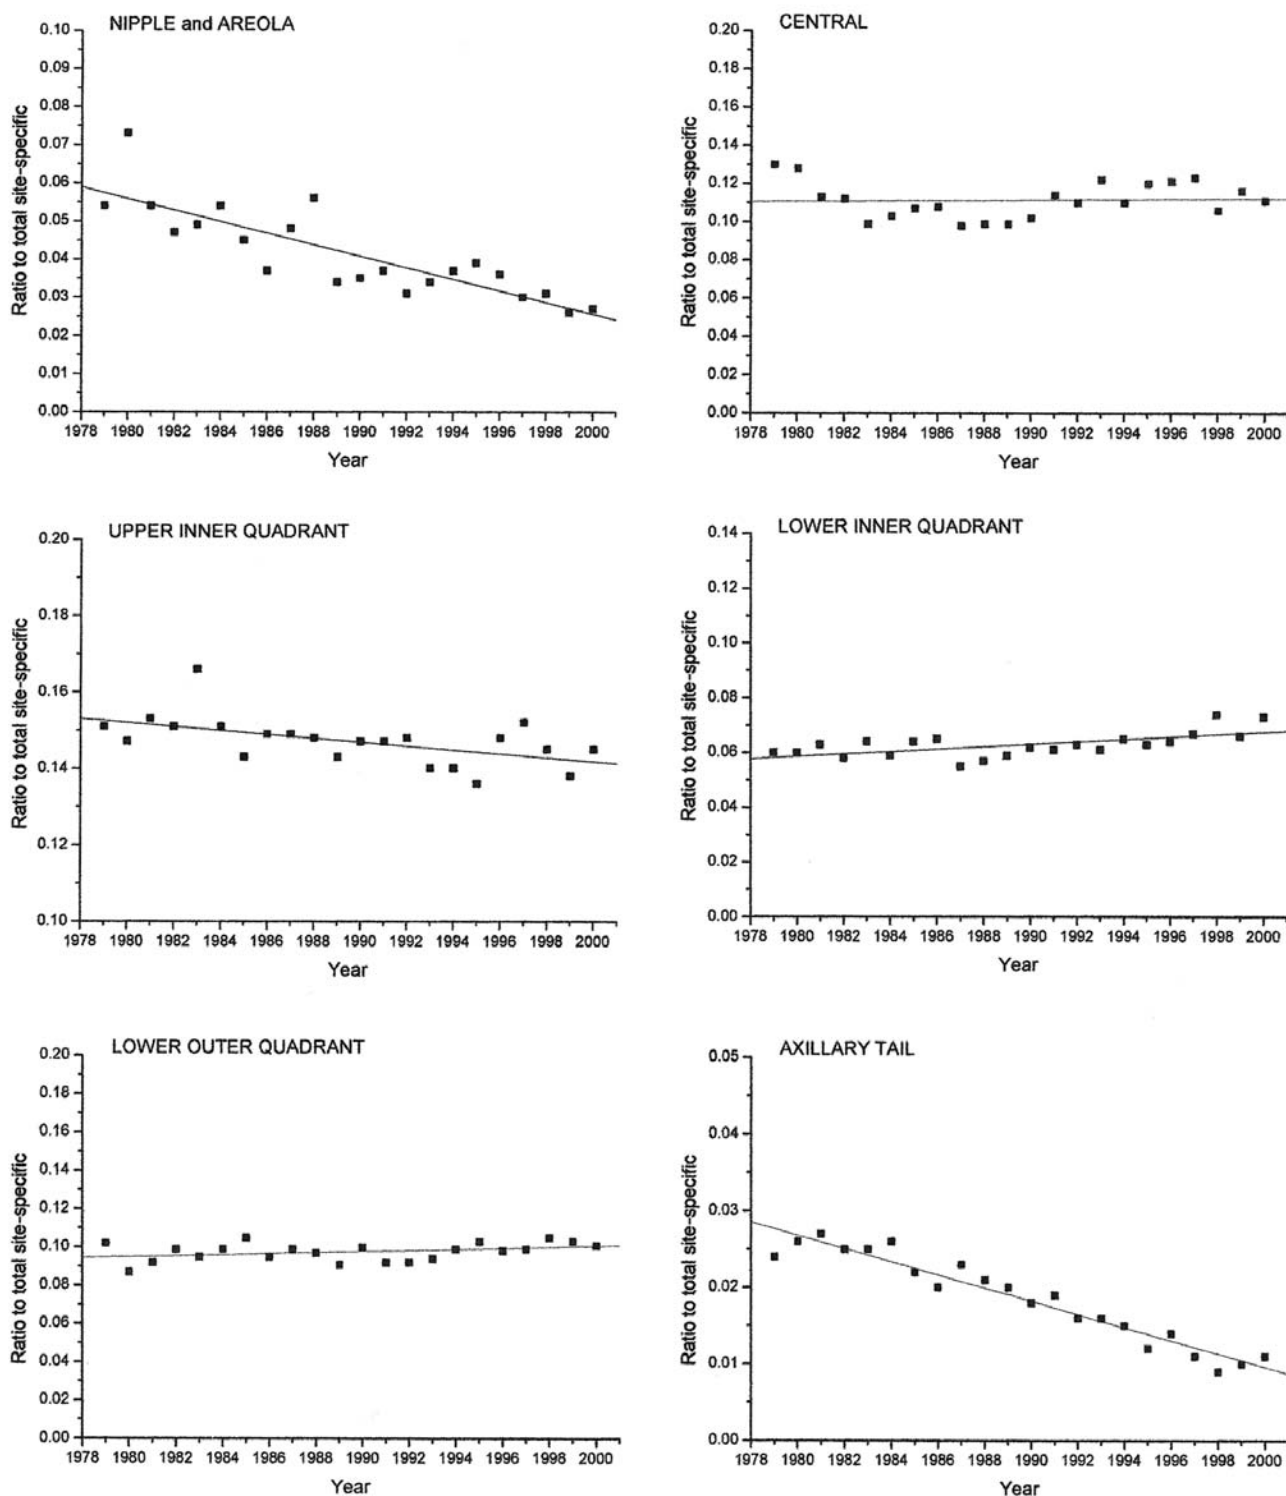 NIPPLE and AREOLA
0.10
0.09
0.08
0.07
0.06
0.05
0.04
0.03
0.02
0.01
0.00
Ratio to total site-specific
1978 1980 1982 1984 1986 1988 1990 1992 1994 1996 1998 2000
Year
CENTRAL
0.20
0.18
0.16
0.14
0.12
0.10
0.08
0.06
0.04
0.02
0.00
Ratio to total site-specific
1978 1980 1982 1984 1986 1988 1990 1992 1994 1996 1998 2000
Year
UPPER INNER QUADRANT
0.20
0.18
0.16
0.14
0.12
0.10
Ratio to total site-specific
1978 1980 1982 1984 1986 1988 1990 1992 1994 1996 1998 2000
Year
LOWER INNER QUADRANT
0.14
0.12
0.10
0.08
0.06
0.04
0.02
0.00
Ratio to total site-specific
1978 1980 1982 1984 1986 1988 1990 1992 1994 1996 1998 2000
Year
LOWER OUTER QUADRANT
0.20
0.18
0.16
0.14
0.12
0.10
0.08
0.06
0.04
0.02
0.00
Ratio to total site-specific
1978 1980 1982 1984 1986 1988 1990 1992 1994 1996 1998 2000
Year
AXILLARY TAIL
0.05
0.04
0.03
0.02
0.01
0.00
Ratio to total site-specific
1978 1980 1982 1984 1986 1988 1990 1992 1994 1996 1998 2000
Year